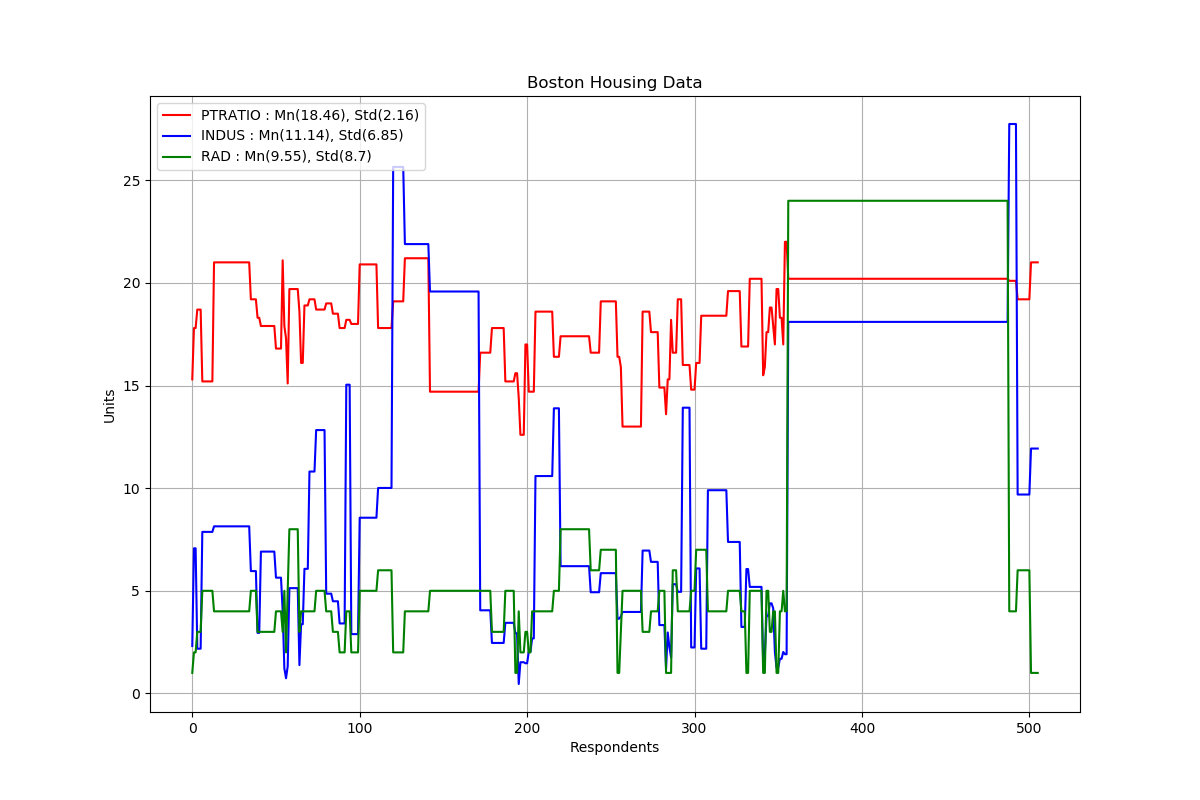 Boston Housing Data
PTRATIO : Mn(18.46), Std(2.16)
INDUS : Mn(11.14), Std(6.85)
RAD : Mn(9.55), Std(8.7)
25
20
15
10
5
0
Units
0 100 200 300 400 500
Respondents